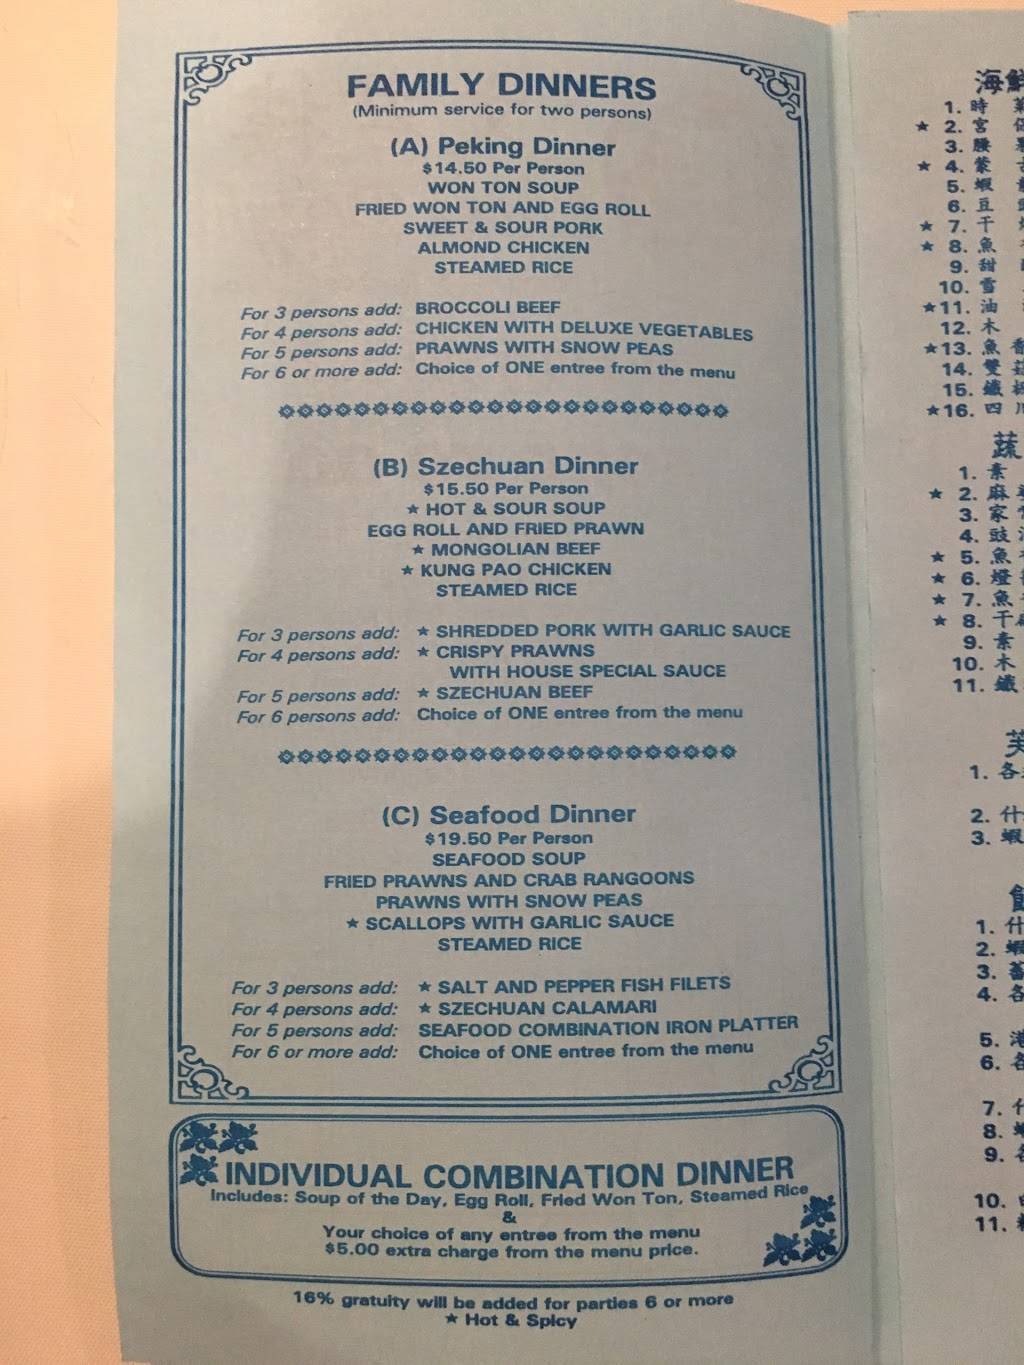 FAMILY DINNERS
(Minimum service for two persons)
(A) Peking Dinner
$14.50 Per Person
WON TON SOUP
FRIED WON TON AND EGG ROLL
SWEET & SOUR PORK
ALMOND CHICKEN
STEAMED RICE
For 3 persons add: BROCCOLI BEEF
For 4 persons add: CHICKEN WITH DELUXE VEGETABLES
For 5 persons add: PRAWNS WITH SNOW PEAS
For 6 or more add: Choice of ONE entree from the menu
(B) Szechuan Dinner
$15.50 Per Person
★ HOT & SOUR SOUP
EGG ROLL AND FRIED PRAWN
★ MONGOLIAN BEEF
★ KUNG PAO CHICKEN
STEAMED RICE
For 3 persons add: ★ SHREDDED PORK WITH GARLIC SAUCE
For 4 persons add: ★ CRISPY PRAWNS
WITH HOUSE SPECIAL SAUCE
For 5 persons add: ★ SZECHUAN BEEF
For 6 persons add: Choice of ONE entree from the menu
(C) Seafood Dinner
$19.50 Per Person
SEAFOOD SOUP
FRIED PRAWNS AND CRAB RANGOONS
PRAWNS WITH SNOW PEAS
★ SCALLOPS WITH GARLIC SAUCE
STEAMED RICE
For 3 persons add: ★ SALT AND PEPPER FISH FILETS
For 4 persons add: ★ SZECHUAN CALAMARI
For 5 persons add: SEAFOOD COMBINATION IRON PLATTER
For 6 or more add: Choice of ONE entree from the menu
INDIVIDUAL COMBINATION DINNER
Includes: Soup of the Day, Egg Roll, Fried Won Ton, Steamed Rice
&
Your choice of any entree from the menu
$5.00 extra charge from the menu price.
16% gratuity will be added for parties 6 or more
★ Hot & Spicy
海鮮
1. 時
★ 2. 宮
3. 腰
★ 4. 蒙
5. 蝦
6. 豆
★ 7. 干
★ 8. 魚
9. 甜
10. 雪
★11. 油
12. 木
★13. 魚香
14. 雙菇
15. 鐵板
★16. 四川
蔬
1. 素
★ 2. 麻
3. 家常
4. 豉
★ 5. 魚
★ 6. 燈
★ 7. 魚
★ 8. 干
9. 素
10. 木
11. 鐵
芙
1. 各
2. 什
3. 蝦
1. 什
2. 蝦
3. 蕃
4. 各
5. 港
6. 各
7. 什
8. 蝦
9. 各
10.
11.